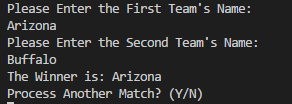 Please Enter the First Team's Name:
Arizona
Please Enter the Second Team's Name:
Buffalo
The Winner is: Arizona
Process Another Match? (Y/N)